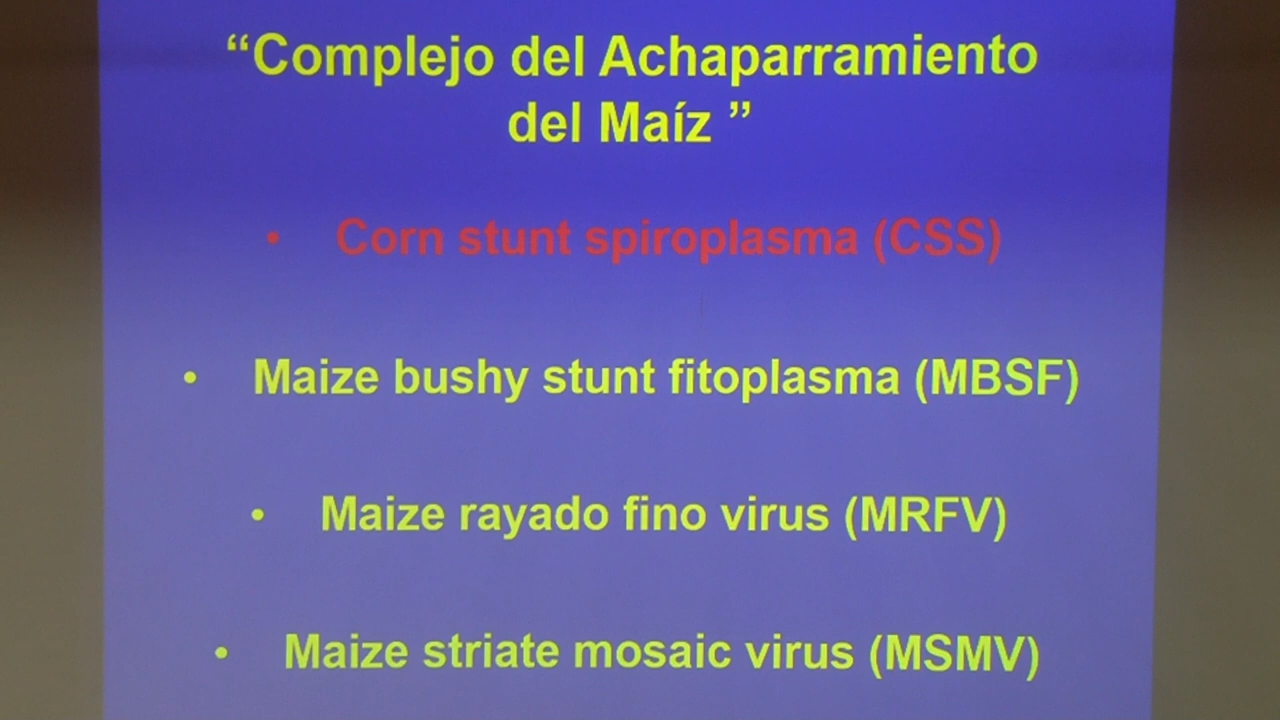 “Complejo del Achaparramiento
del Maíz ”
• Corn stunt spiroplasma (CSS)
• Maize bushy stunt fitoplasma (MBSF)
• Maize rayado fino virus (MRFV)
• Maize striate mosaic virus (MSMV)